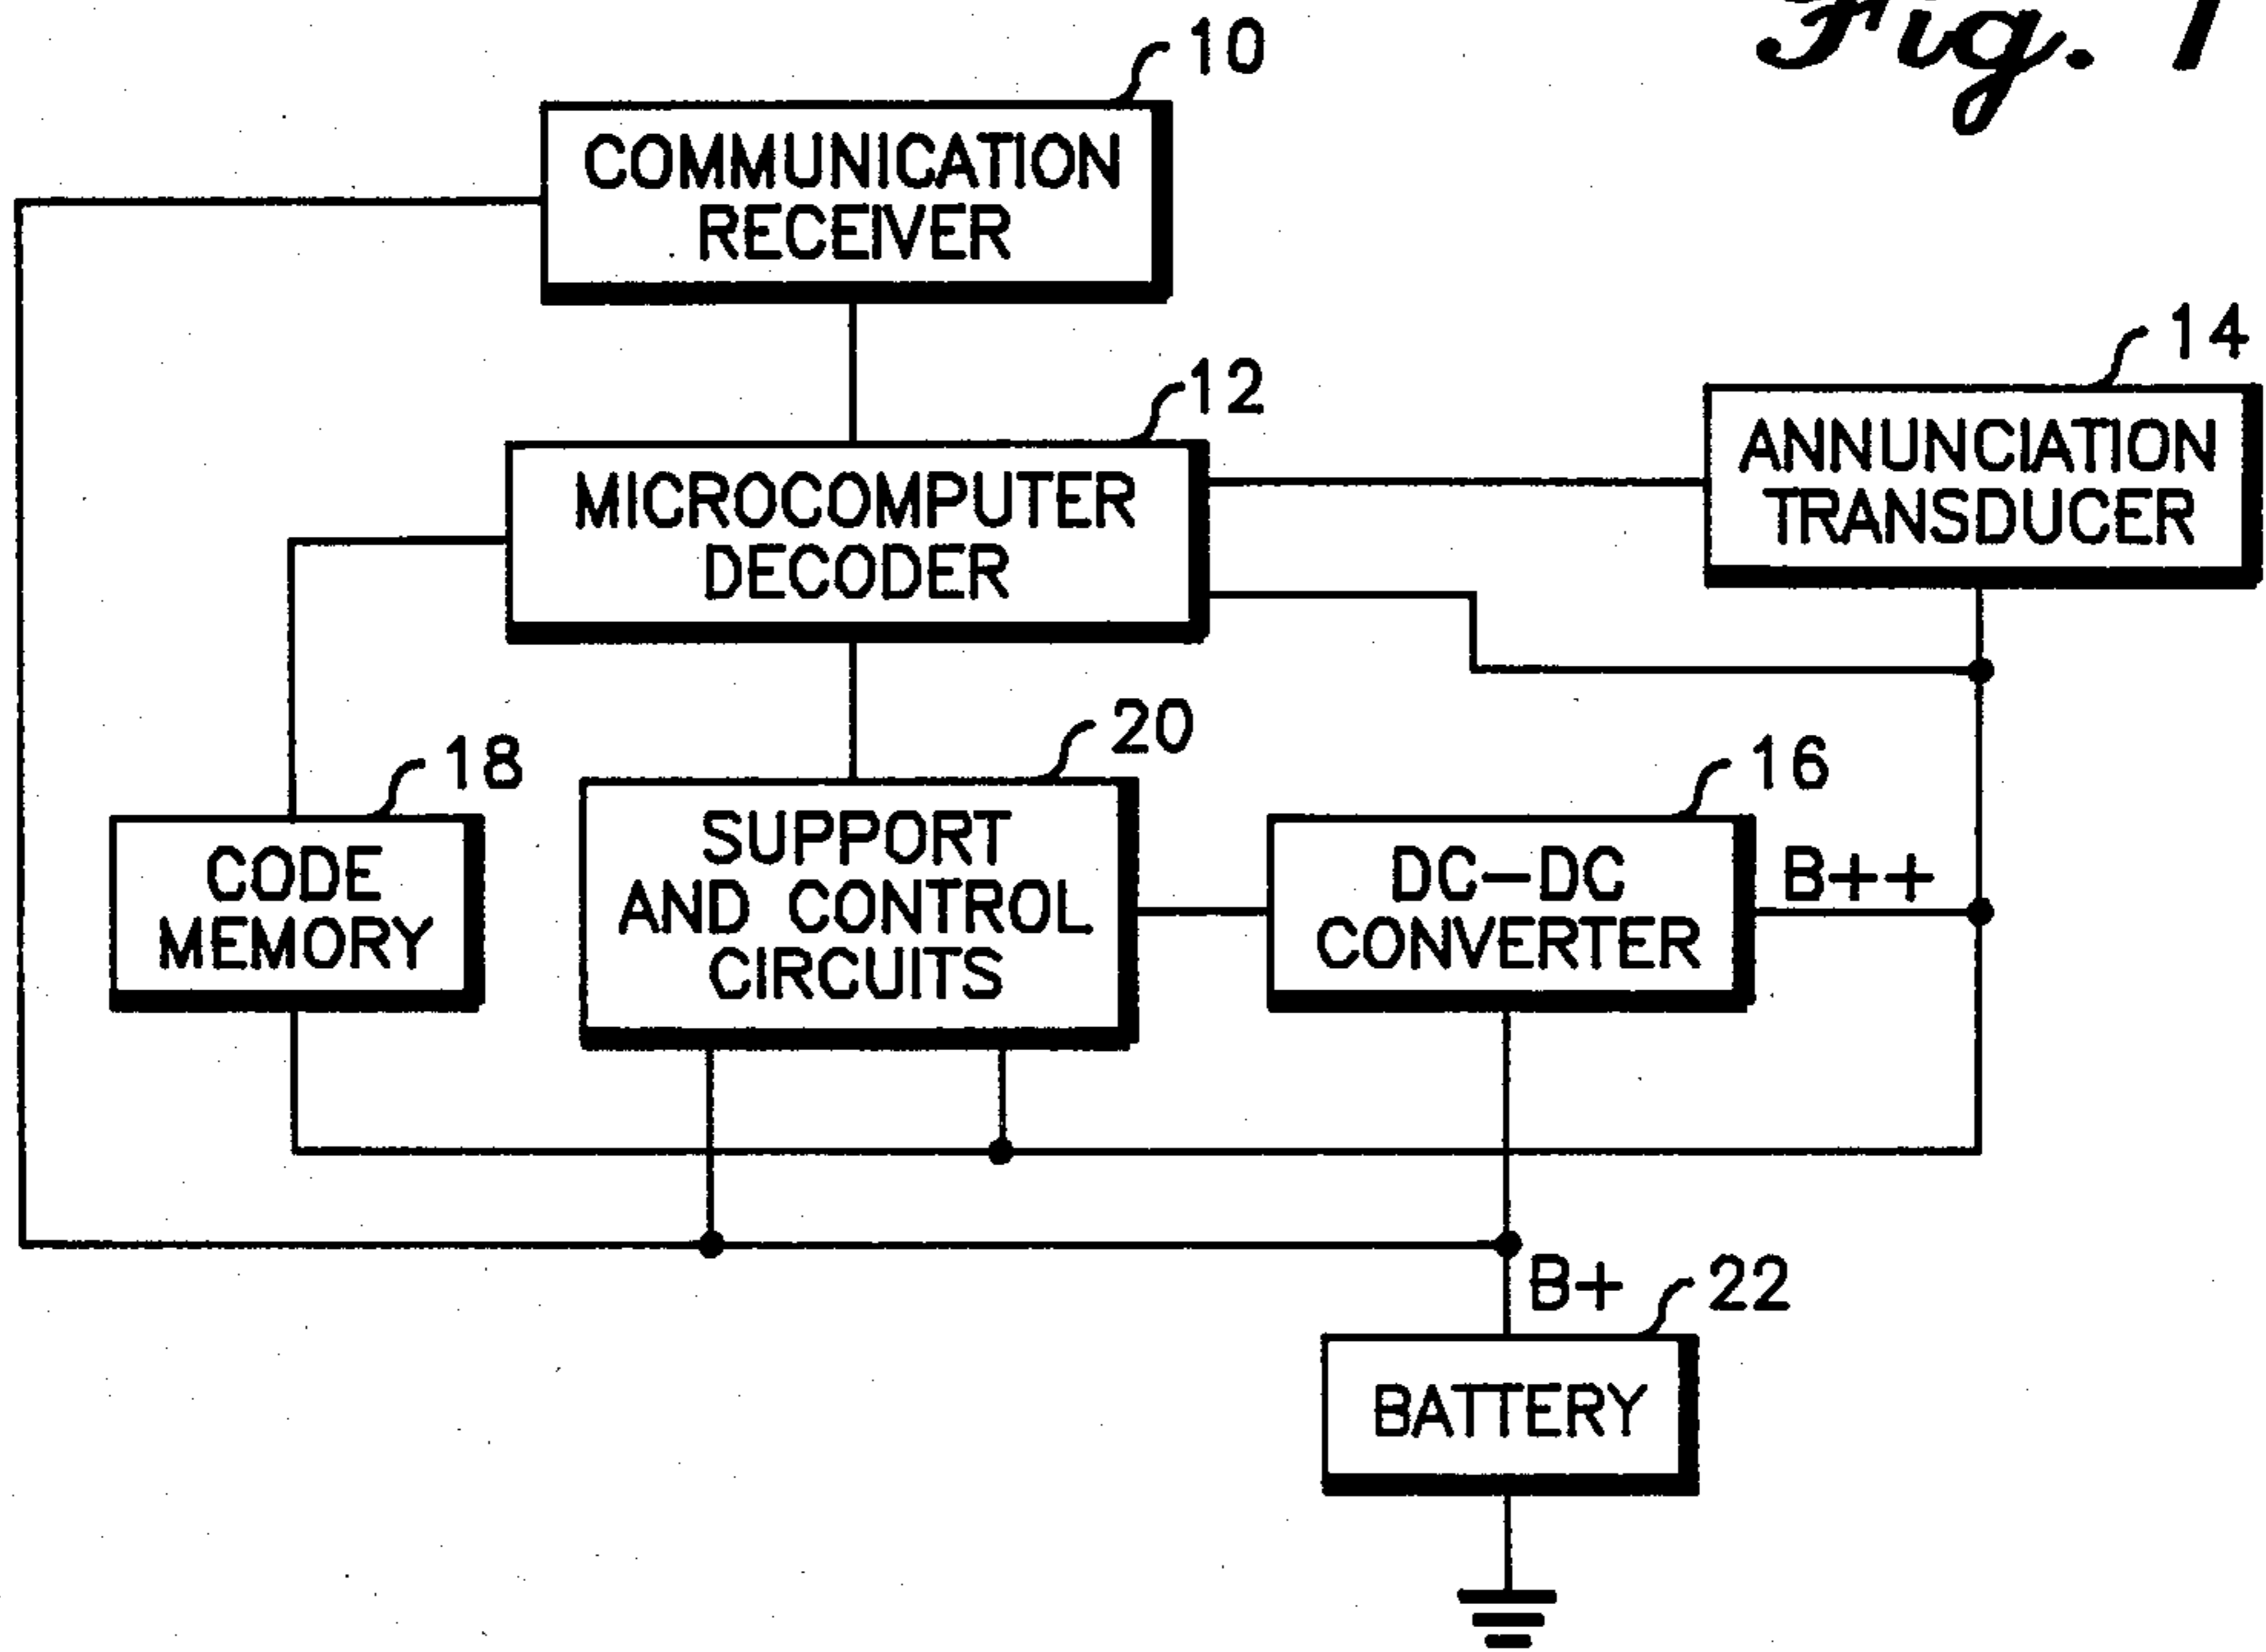 Fig. 1
10
COMMUNICATION
RECEIVER
12
MICROCOMPUTER
DECODER
14
ANNUNCIATION
TRANSDUCER
18
CODE
MEMORY
20
SUPPORT
AND CONTROL
CIRCUITS
16
DC-DC
CONVERTER
B++
B+
22
BATTERY